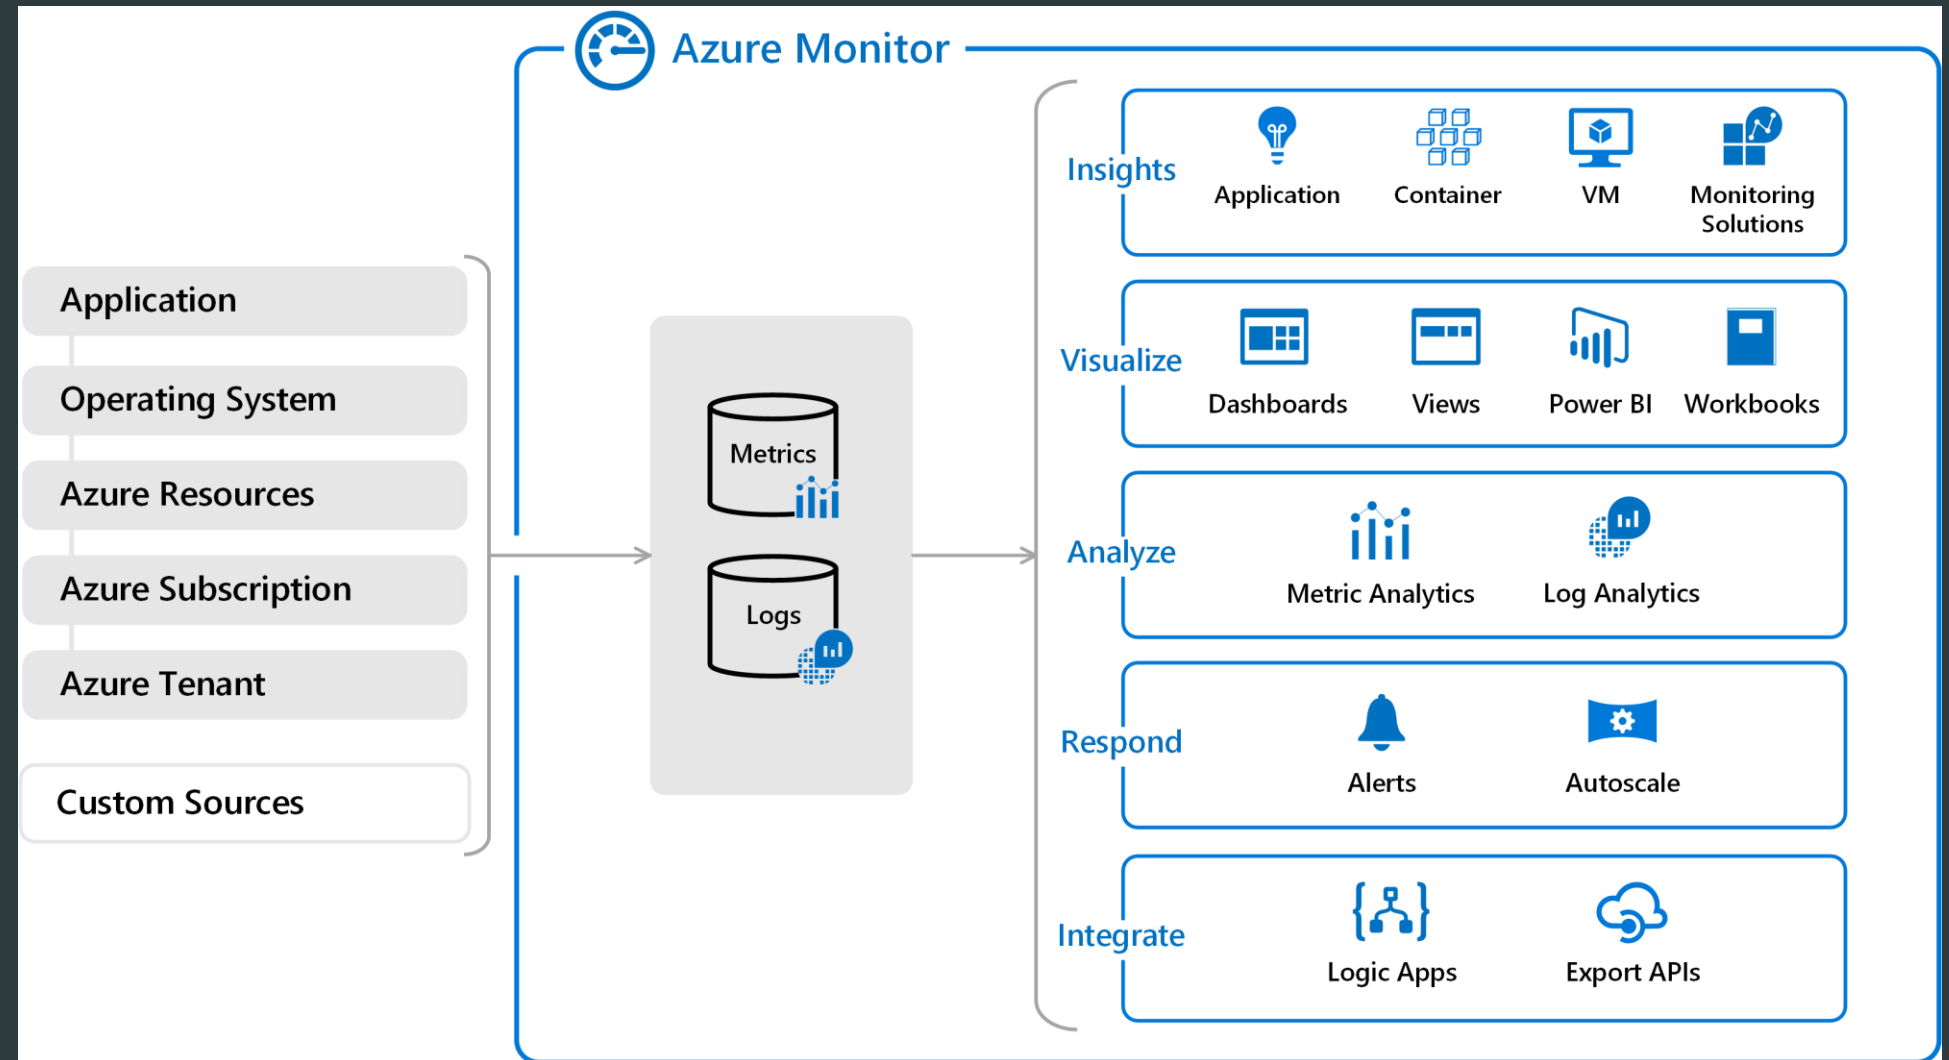 Azure Monitor
Application
Operating System
Azure Resources
Azure Subscription
Azure Tenant
Custom Sources
Metrics
Logs
Insights
Application
Container
VM
Monitoring
Solutions
Visualize
Dashboards
Views
Power BI
Workbooks
Analyze
Metric Analytics
Log Analytics
Respond
Alerts
Autoscale
Integrate
Logic Apps
Export APIs